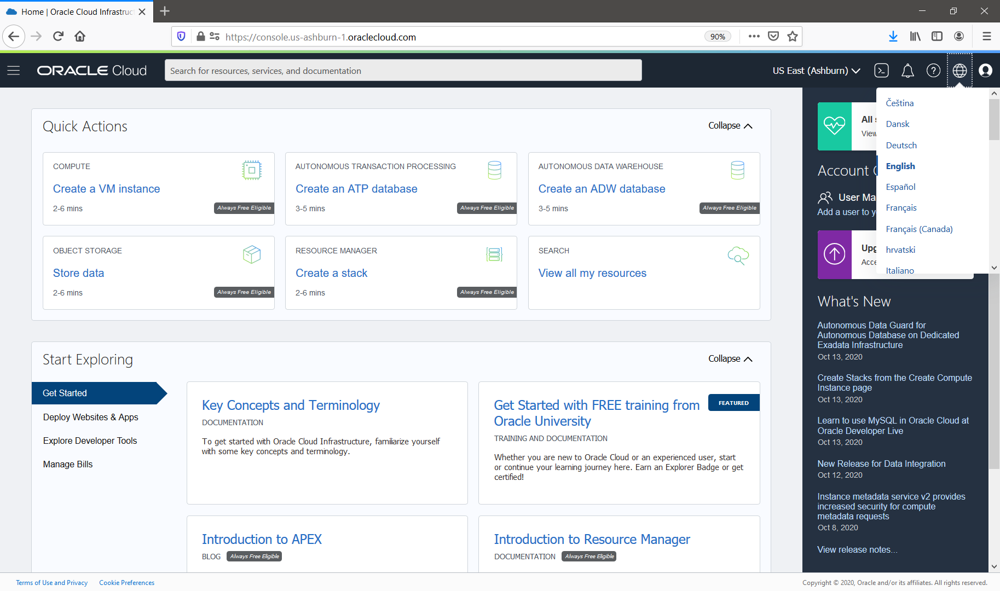 Home | Oracle Cloud Infrastruct
https://console.us-ashburn-1.oraclecloud.com
90%
ORACLE Cloud
Search for resources, services, and documentation
US East (Ashburn)
Čeština
Dansk
Deutsch
English
Español
Français
Français (Canada)
hrvatski
Italiano
Quick Actions
Collapse
COMPUTE
Create a VM instance
2-6 mins
Always Free Eligible
AUTONOMOUS TRANSACTION PROCESSING
Create an ATP database
3-5 mins
Always Free Eligible
AUTONOMOUS DATA WAREHOUSE
Create an ADW database
3-5 mins
Always Free Eligible
OBJECT STORAGE
Store data
2-6 mins
Always Free Eligible
RESOURCE MANAGER
Create a stack
2-6 mins
Always Free Eligible
SEARCH
View all my resources
Start Exploring
Collapse
Get Started
Deploy Websites & Apps
Explore Developer Tools
Manage Bills
Key Concepts and Terminology
DOCUMENTATION
To get started with Oracle Cloud Infrastructure, familiarize yourself
with some key concepts and terminology.
Get Started with FREE training from
Oracle University
FEATURED
TRAINING AND DOCUMENTATION
Whether you are new to Oracle Cloud or an experienced user, start
or continue your learning journey here. Earn an Explorer Badge or get
certified!
Introduction to APEX
BLOG
Always Free Eligible
Introduction to Resource Manager
DOCUMENTATION
Always Free Eligible
All
View
Account
User Ma
Add a user to y
Upg
Acce
What's New
Autonomous Data Guard for
Autonomous Database on Dedicated
Exadata Infrastructure
Oct 13, 2020
Create Stacks from the Create Compute
Instance page
Oct 13, 2020
Learn to use MySQL in Oracle Cloud at
Oracle Developer Live
Oct 13, 2020
New Release for Data Integration
Oct 12, 2020
Instance metadata service v2 provides
increased security for compute
metadata requests
Oct 8, 2020
View release notes...
Terms of Use and Privacy
Cookie Preferences
Copyright © 2020, Oracle and/or its affiliates. All rights reserved.